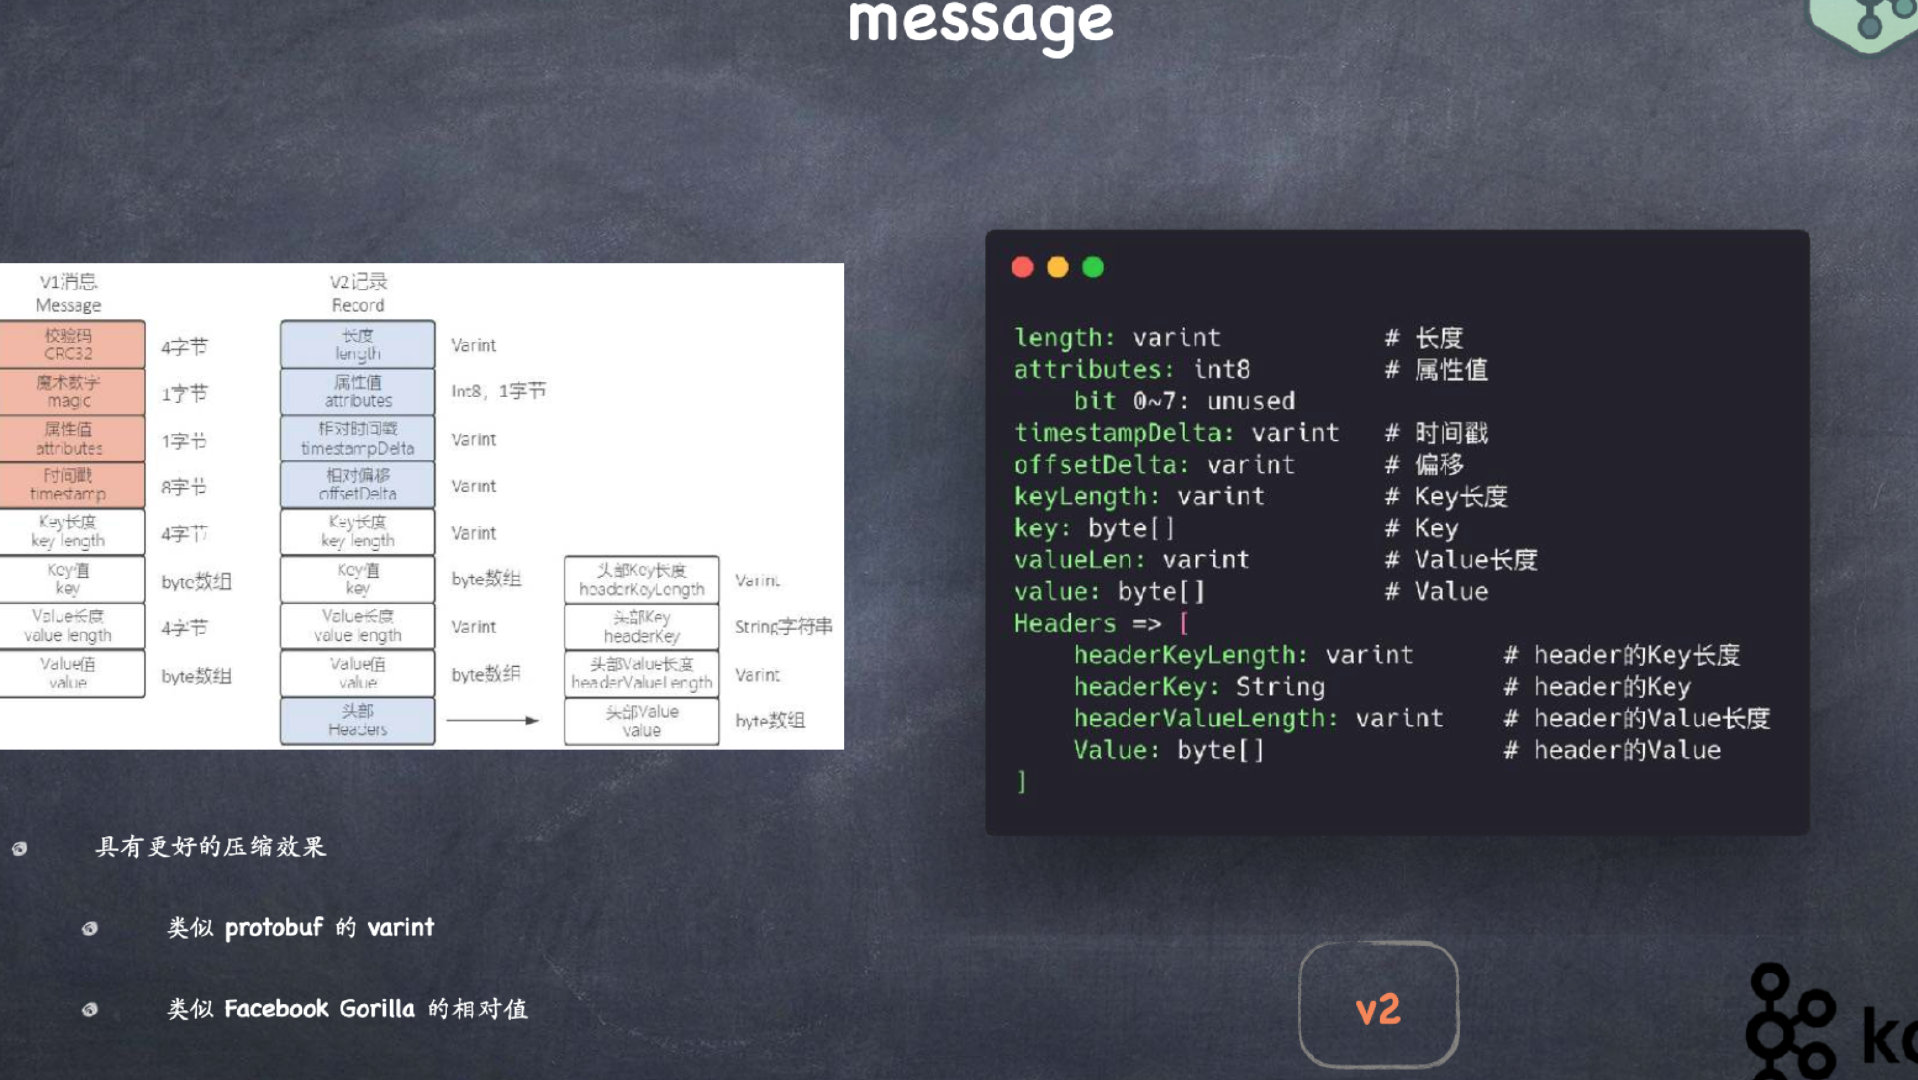 message
V1消息
Message
校验码
CRC32
4字节
魔术数字
magic
1字节
属性值
attributes
1字节
时间戳
timestamp
8字节
Key长度
key length
4字节
Key值
key
byte数组
Value长度
value length
4字节
Value值
value
byte数组
V2记录
Record
长度
length
Varint
属性值
attributes
Int8，1字节
相对时间戳
timestampDelta
Varint
相对偏移
offsetDelta
Varint
Key长度
key length
Varint
Key值
key
byte数组
Value长度
value length
Varint
Value值
value
byte数组
头部
Headers
头部Key长度
headerKeyLength
Varint
头部Key
headerKey
String字符串
头部Value长度
headerValueLength
Varint
头部Value
value
byte数组
length: varint # 长度
attributes: int8 # 属性值
bit 0~7: unused
timestampDelta: varint # 时间戳
offsetDelta: varint # 偏移
keyLength: varint # Key长度
key: byte[] # Key
valueLen: varint # Value长度
value: byte[] # Value
Headers => [
headerKeyLength: varint # header的Key长度
headerKey: String # header的Key
headerValueLength: varint # header的Value长度
Value: byte[] # header的Value
]
具有更好的压缩效果
类似 protobuf 的 varint
类似 Facebook Gorilla 的相对值
v2